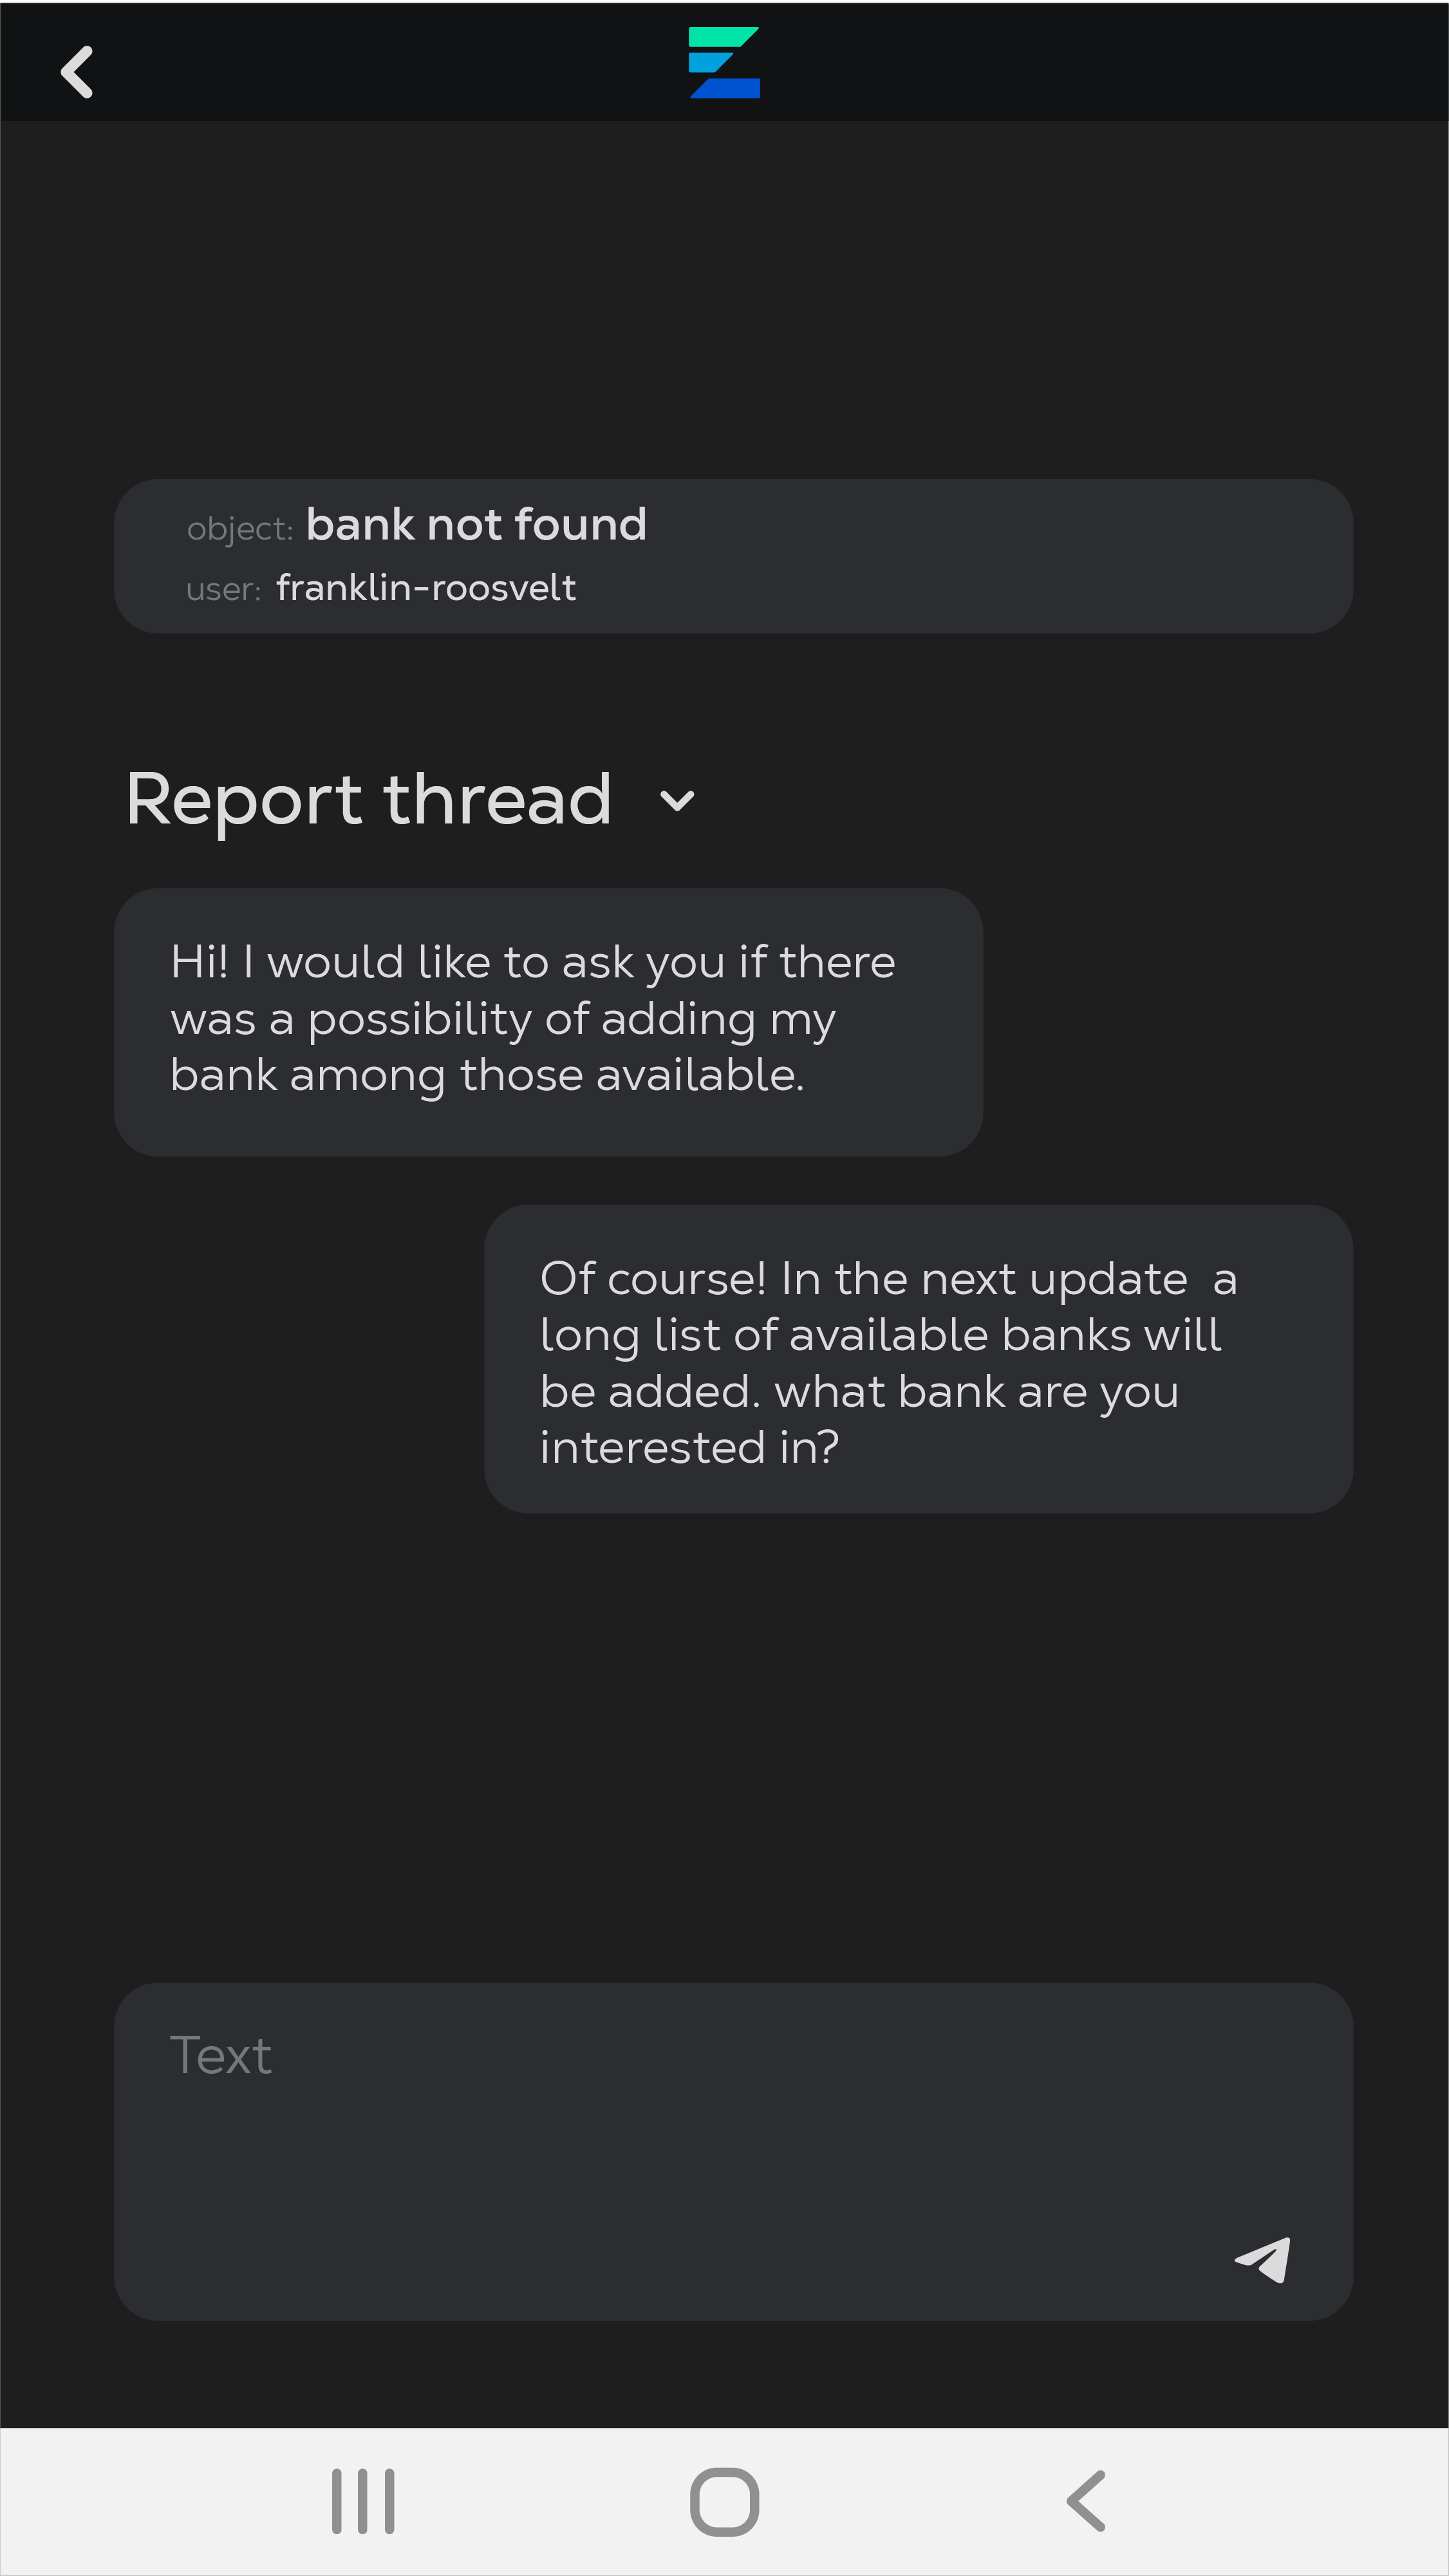 object: bank not found
user: franklin-roosvelt
Report thread
Hi! I would like to ask you if there
was a possibility of adding my
bank among those available.
Of course! In the next update  a
long list of available banks will
be added. what bank are you
interested in?
Text